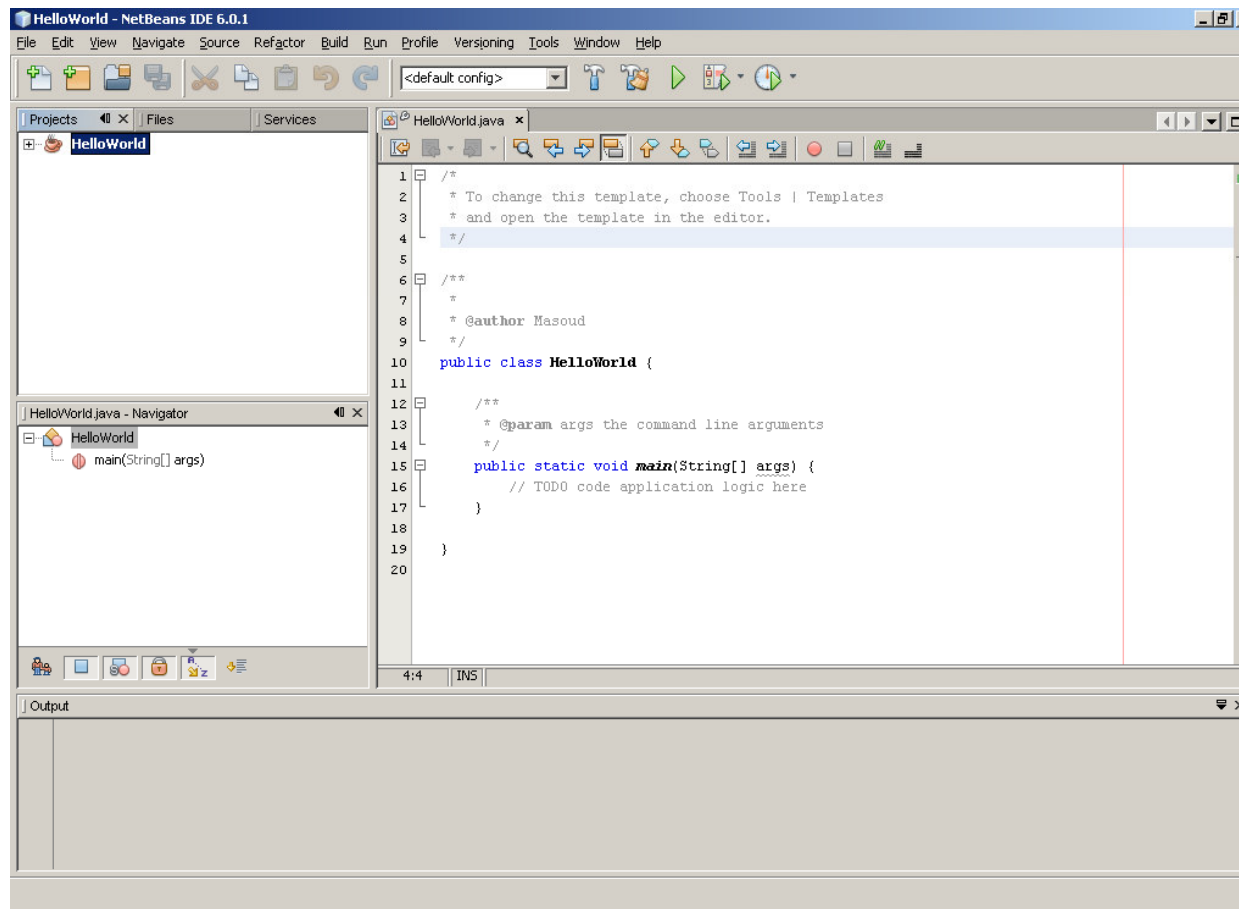 HelloWorld - NetBeans IDE 6.0.1
File Edit View Navigate Source Refactor Build Run Profile Versioning Tools Window Help
<default config>
Projects Files Services
HelloWorld
HelloWorld.java - Navigator
HelloWorld
main(String[] args)
HelloWorld.java
1 /*
2 * To change this template, choose Tools | Templates
3 * and open the template in the editor.
4 */
5
6 /**
7 *
8 * @author Masoud
9 */
10 public class HelloWorld {
11
12 /**
13 * @param args the command line arguments
14 */
15 public static void main(String[] args) {
16 // TODO code application logic here
17 }
18
19 }
20
4:4 INS
Output